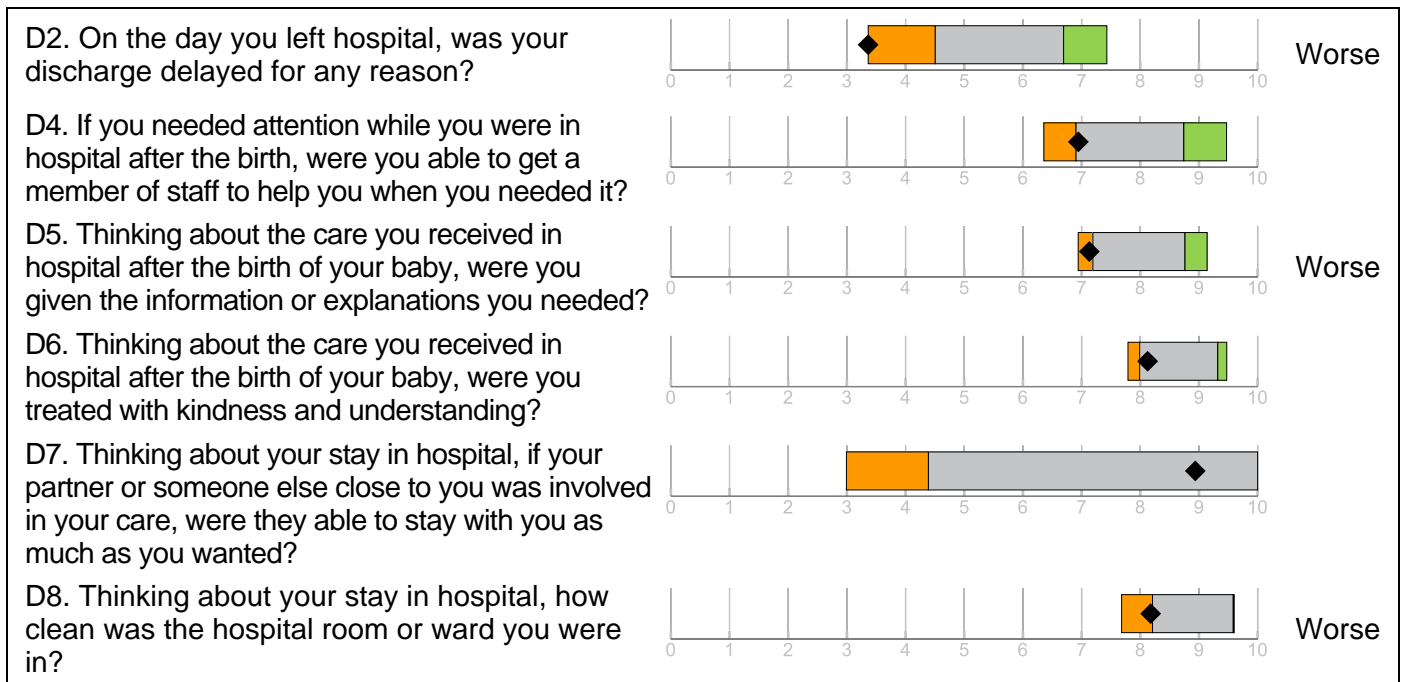 D2. On the day you left hospital, was your
discharge delayed for any reason?
0 1 2 3 4 5 6 7 8 9 10
Worse
D4. If you needed attention while you were in
hospital after the birth, were you able to get a
member of staff to help you when you needed it?
0 1 2 3 4 5 6 7 8 9 10
D5. Thinking about the care you received in
hospital after the birth of your baby, were you
given the information or explanations you needed?
0 1 2 3 4 5 6 7 8 9 10
Worse
D6. Thinking about the care you received in
hospital after the birth of your baby, were you
treated with kindness and understanding?
0 1 2 3 4 5 6 7 8 9 10
D7. Thinking about your stay in hospital, if your
partner or someone else close to you was involved
in your care, were they able to stay with you as
much as you wanted?
0 1 2 3 4 5 6 7 8 9 10
D8. Thinking about your stay in hospital, how
clean was the hospital room or ward you were
in?
0 1 2 3 4 5 6 7 8 9 10
Worse